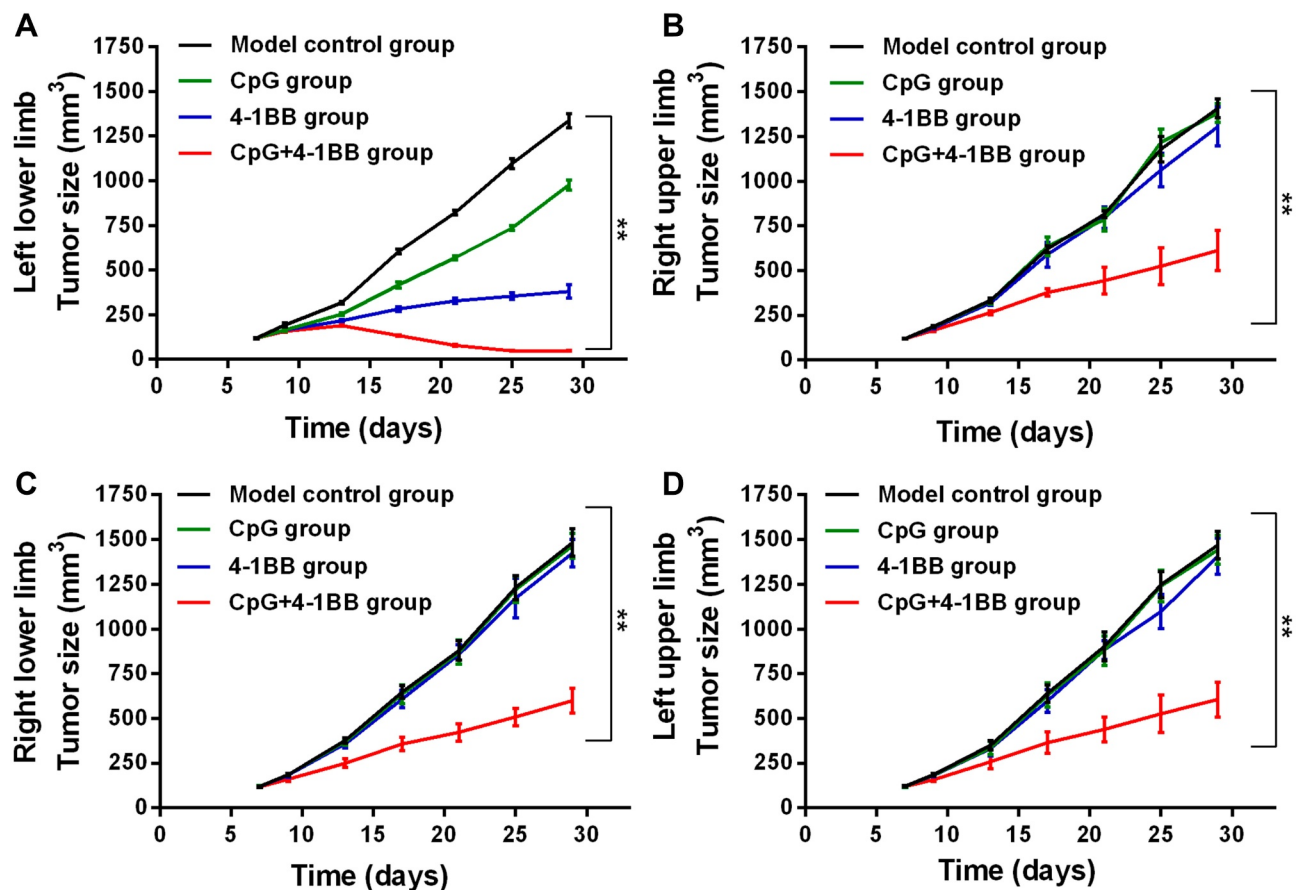 A
Model control group
CpG group
4-1BB group
CpG+4-1BB group
Left lower limb
Tumor size (mm³)
1750
1500
1250
1000
750
500
250
0
0 5 10 15 20 25 30
Time (days)
**
B
Model control group
CpG group
4-1BB group
CpG+4-1BB group
Right upper limb
Tumor size (mm³)
1750
1500
1250
1000
750
500
250
0
0 5 10 15 20 25 30
Time (days)
**
C
Model control group
CpG group
4-1BB group
CpG+4-1BB group
Right lower limb
Tumor size (mm³)
1750
1500
1250
1000
750
500
250
0
0 5 10 15 20 25 30
Time (days)
**
D
Model control group
CpG group
4-1BB group
CpG+4-1BB group
Left upper limb
Tumor size (mm³)
1750
1500
1250
1000
750
500
250
0
0 5 10 15 20 25 30
Time (days)
**